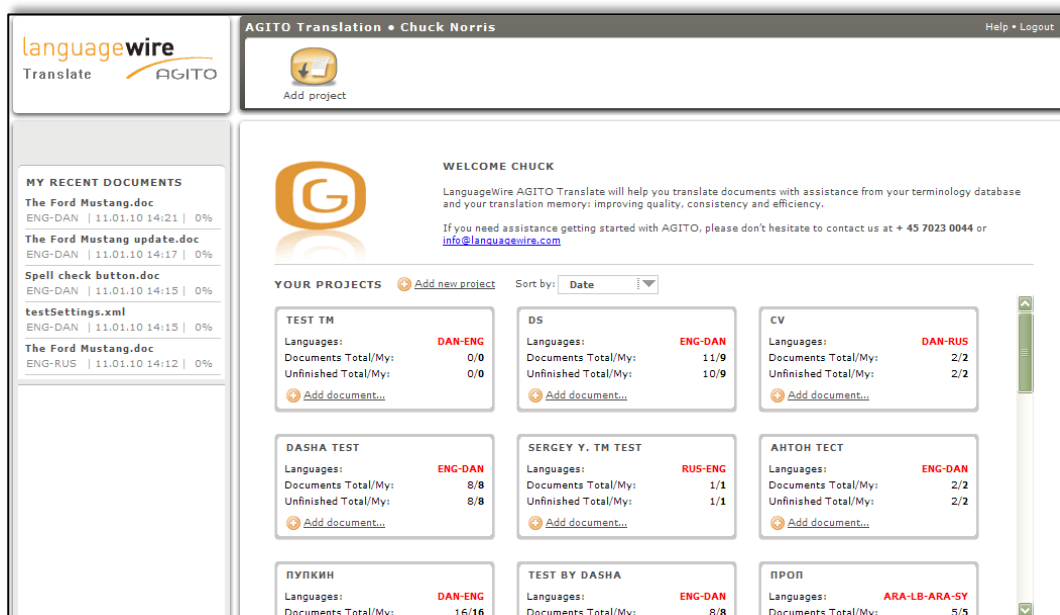 languagewire
Translate AGITO
AGITO Translation • Chuck Norris
Help • Logout
Add project
MY RECENT DOCUMENTS
The Ford Mustang.doc
ENG-DAN | 11.01.10 14:21 | 0%
The Ford Mustang update.doc
ENG-DAN | 11.01.10 14:17 | 0%
Spell check button.doc
ENG-DAN | 11.01.10 14:15 | 0%
testSettings.xml
ENG-DAN | 11.01.10 14:15 | 0%
The Ford Mustang.doc
ENG-RUS | 11.01.10 14:12 | 0%
G
WELCOME CHUCK
LanguageWire AGITO Translate will help you translate documents with assistance from your terminology database
and your translation memory: improving quality, consistency and efficiency.
If you need assistance getting started with AGITO, please don't hesitate to contact us at + 45 7023 0044 or
info@languagewire.com
YOUR PROJECTS Add new project Sort by: Date
TEST TM
Languages: DAN-ENG
Documents Total/My: 0/0
Unfinished Total/My: 0/0
Add document...
DS
Languages: ENG-DAN
Documents Total/My: 11/9
Unfinished Total/My: 10/9
Add document...
CV
Languages: DAN-RUS
Documents Total/My: 2/2
Unfinished Total/My: 2/2
Add document...
DASHA TEST
Languages: ENG-DAN
Documents Total/My: 8/8
Unfinished Total/My: 8/8
Add document...
SERGEY Y. TM TEST
Languages: RUS-ENG
Documents Total/My: 1/1
Unfinished Total/My: 1/1
Add document...
АНТОН ТЕСТ
Languages: ENG-DAN
Documents Total/My: 2/2
Unfinished Total/My: 2/2
Add document...
ПУПКИН
Languages: DAN-ENG
Documents Total/My: 16/16
TEST BY DASHA
Languages: ENG-DAN
Documents Total/My: 8/8
ПРОП
Languages: ARA-LB-ARA-SY
Documents Total/My: 5/5